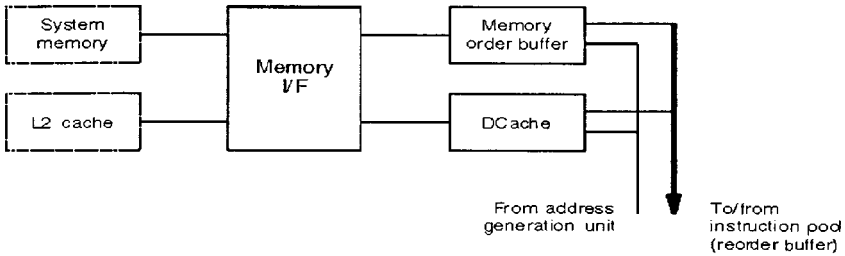 System
memory
Memory
order buffer
Memory
I/F
L2 cache
DCache
From address
generation unit
To/from
instruction pool
(reorder buffer)